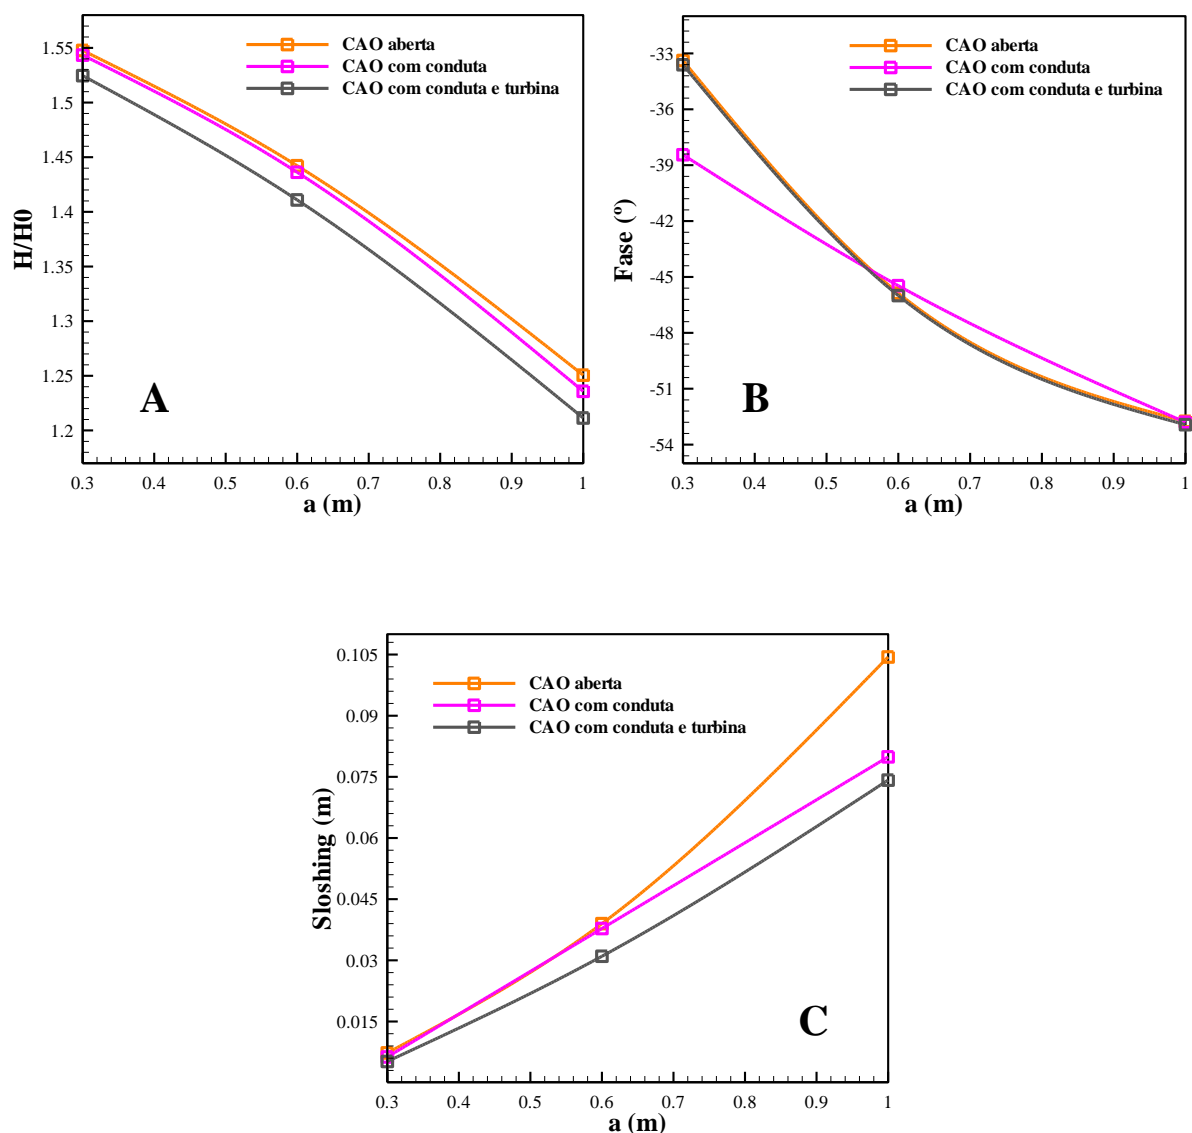 CAO aberta
CAO com conduta
CAO com conduta e turbina
1.55
1.5
1.45
1.4
1.35
1.3
1.25
1.2
H/H0
A
0.3 0.4 0.5 0.6 0.7 0.8 0.9 1
a (m)
CAO aberta
CAO com conduta
CAO com conduta e turbina
-33
-36
-39
-42
-45
-48
-51
-54
Fase (º)
B
0.3 0.4 0.5 0.6 0.7 0.8 0.9 1
a (m)
CAO aberta
CAO com conduta
CAO com conduta e turbina
0.105
0.09
0.075
0.06
0.045
0.03
0.015
Sloshing (m)
C
0.3 0.4 0.5 0.6 0.7 0.8 0.9 1
a (m)